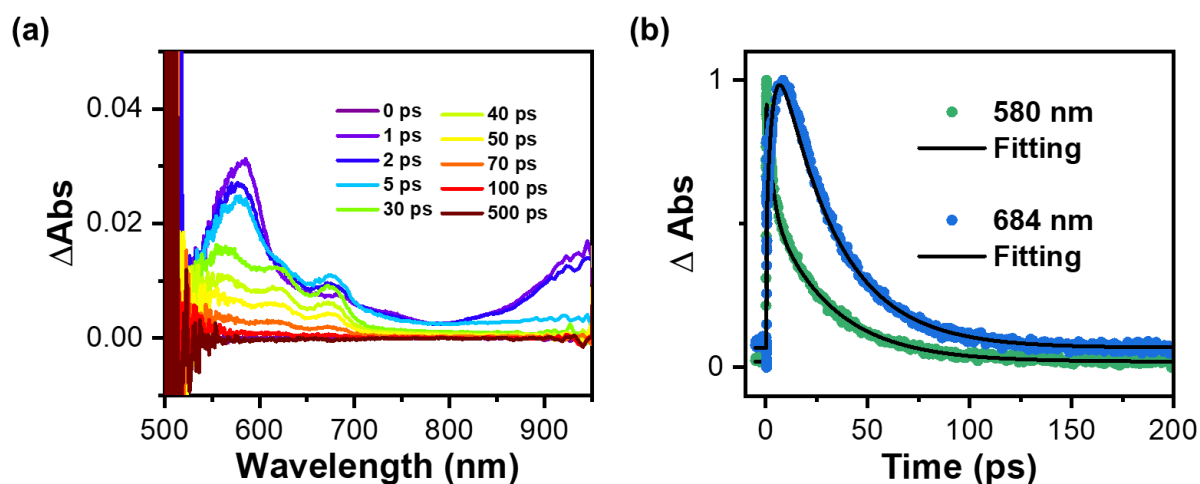 (a)
ΔAbs
0.04
0.02
0.00
0 ps
1 ps
2 ps
5 ps
30 ps
40 ps
50 ps
70 ps
100 ps
500 ps
500 600 700 800 900
Wavelength (nm)
(b)
Δ Abs
1
0
580 nm
Fitting
684 nm
Fitting
0 50 100 150 200
Time (ps)